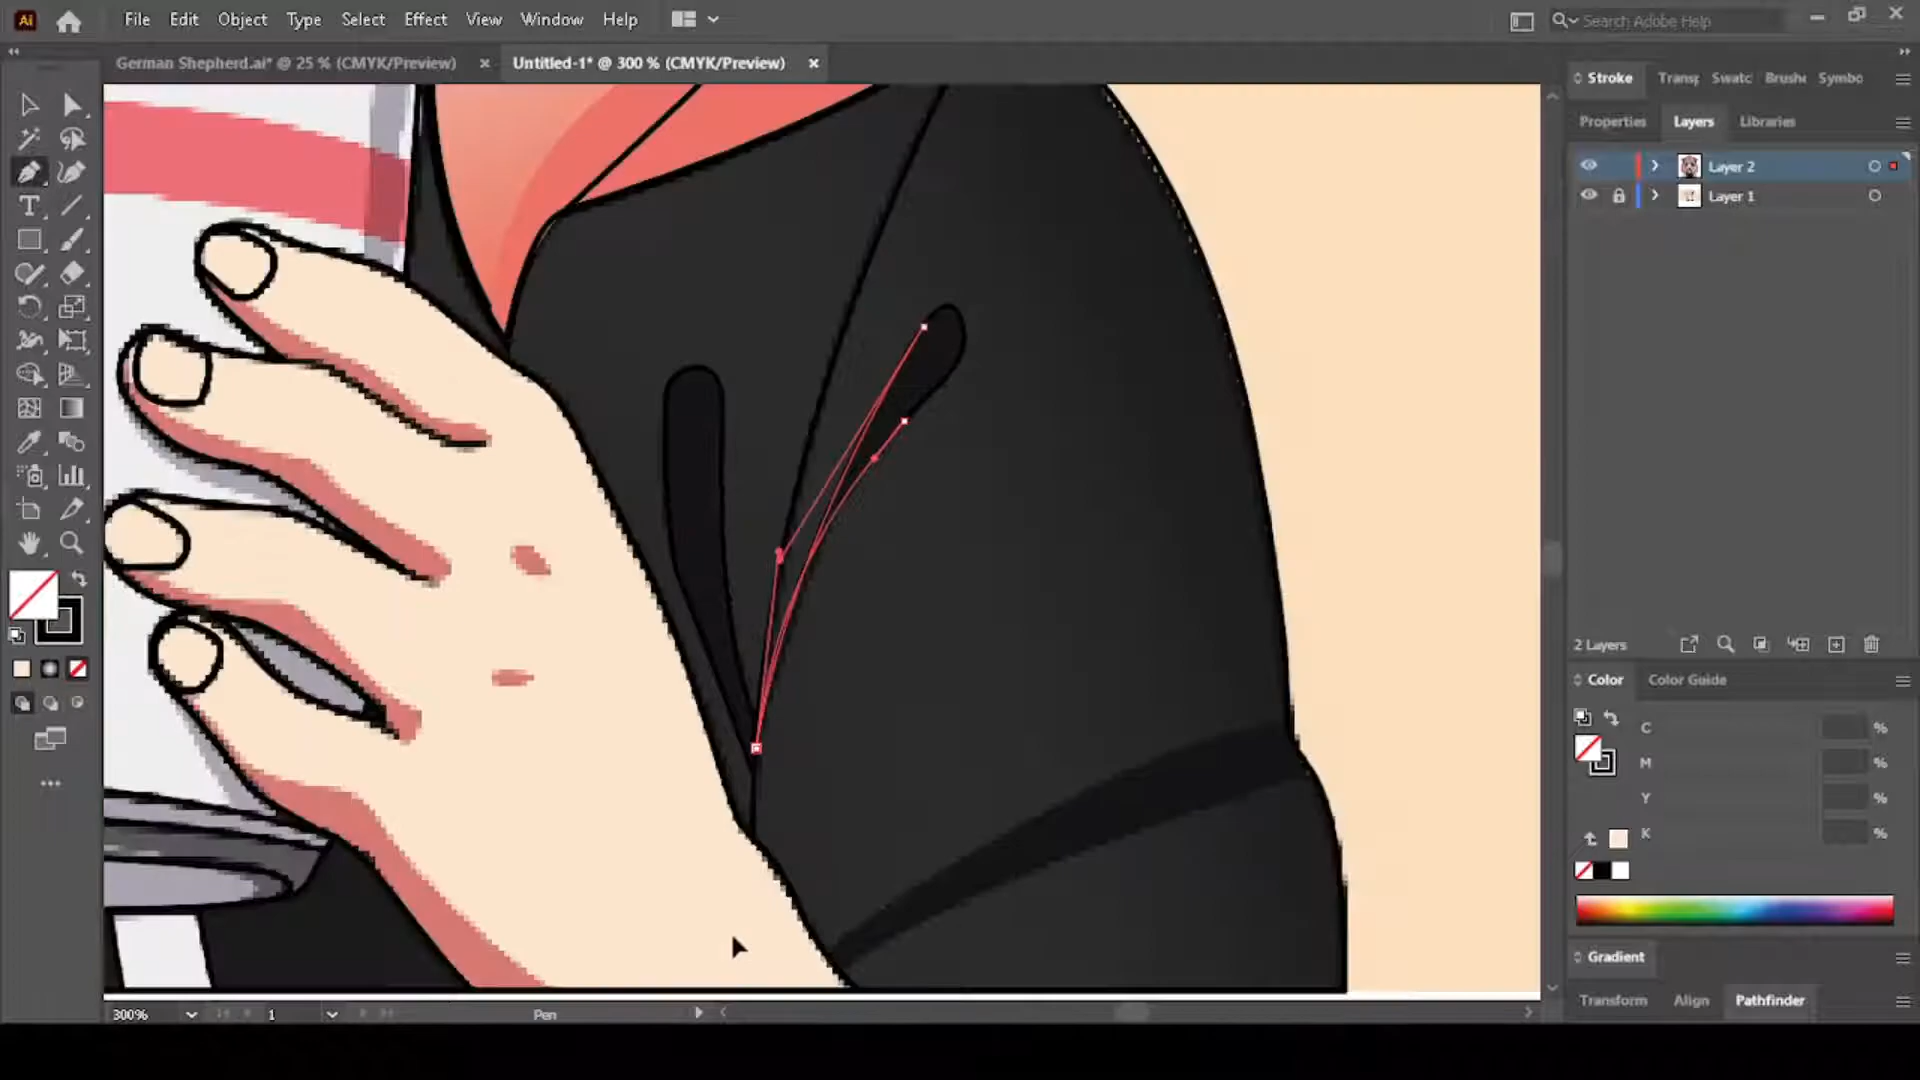 Ai File Edit Object Type Select Effect View Window Help Search Adobe Help
German Shepherd.ai* @ 25 % (CMYK/Preview) × Untitled-1* @ 300 % (CMYK/Preview) ×
Stroke Transp Swatc Brushe Symbo
Properties Layers Libraries
Layer 2
Layer 1
2 Layers
Color Color Guide
C %
M %
Y %
K %
Gradient
Transform Align Pathfinder
300% 1 Pen